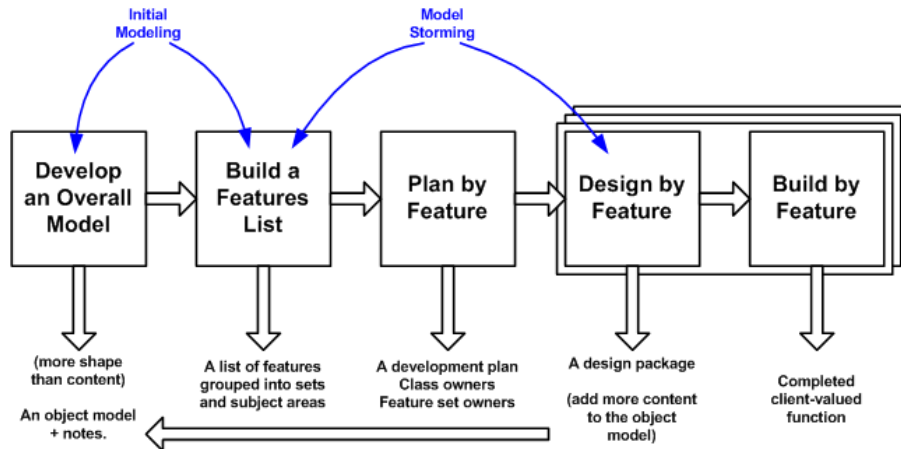 Initial
Modeling
Model
Storming
Develop
an Overall
Model
Build a
Features
List
Plan by
Feature
Design by
Feature
Build by
Feature
(more shape
than content)
An object model
+ notes.
A list of features
grouped into sets
and subject areas
A development plan
Class owners
Feature set owners
A design package
(add more content
to the object
model)
Completed
client-valued
function